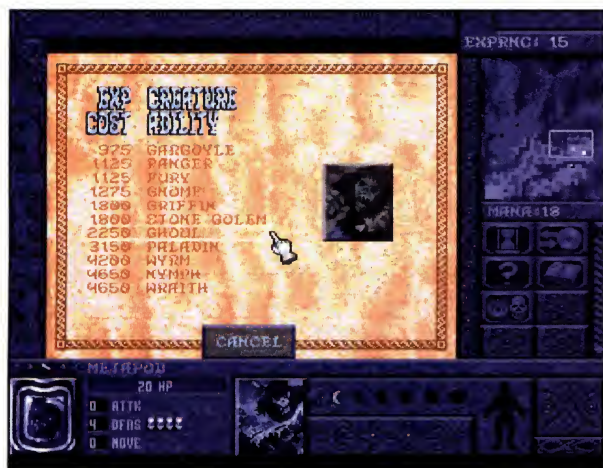 EXPRNC: 15
EXP CREATURE
COST ABILITY
975 GARGOYLE
1125 RANGER
1125 FURY
1275 GNOME
1800 GRIFFIN
1800 STONE GOLEM
2250 GHOUL
3150 PALADIN
4200 WYRM
4650 NYMPH
4650 WRAITH
MANA:18
CANCEL
METAPOD
20 HP
0 ATTK
4 DFNS
0 MOVE